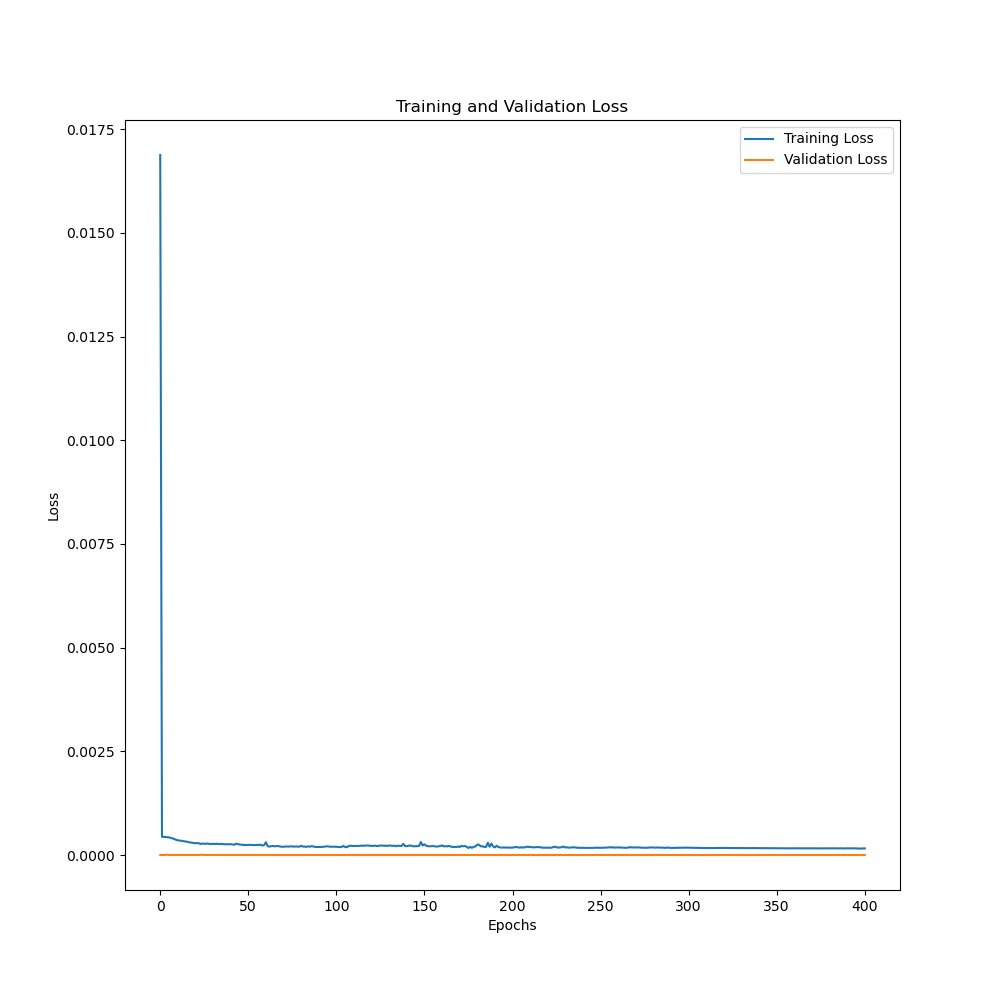 Training and Validation Loss
Training Loss
Validation Loss
0.0175
0.0150
0.0125
0.0100
0.0075
0.0050
0.0025
0.0000
Loss
0 50 100 150 200 250 300 350 400
Epochs